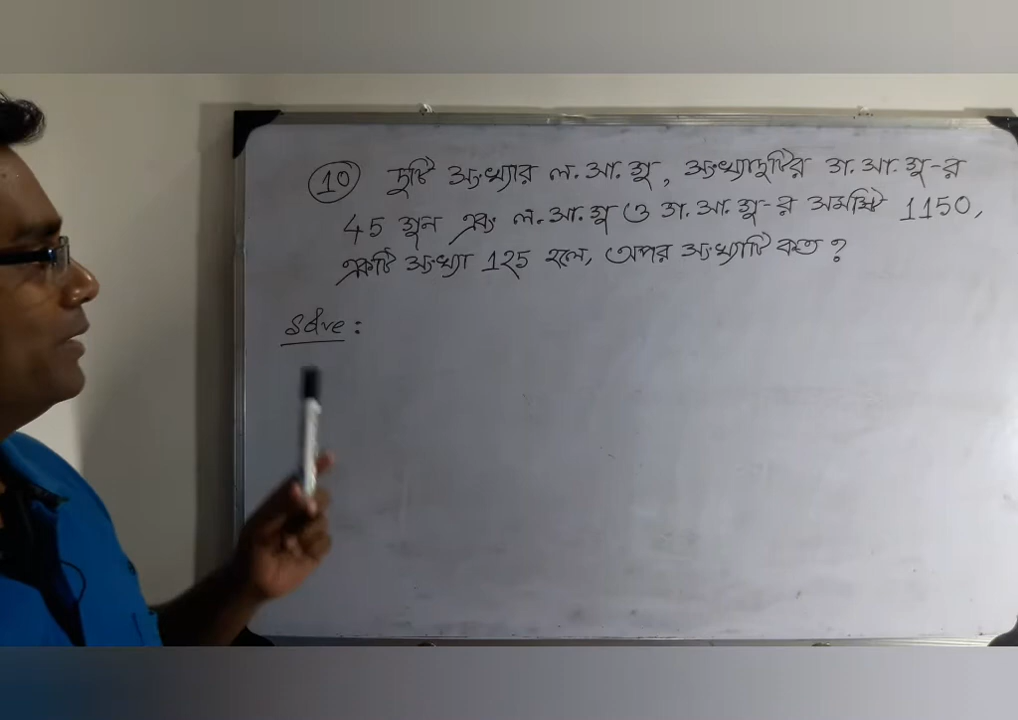 (10) দুটি সংখ্যার ল.সা.গু, সংখ্যাদুটির গ.সা.গু-র
45 গুন এবং ল.সা.গু ও গ.সা.গু-র সমষ্টি 1150,
একটি সংখ্যা 125 হলে, অপর সংখ্যাটি কত ?
Solve :